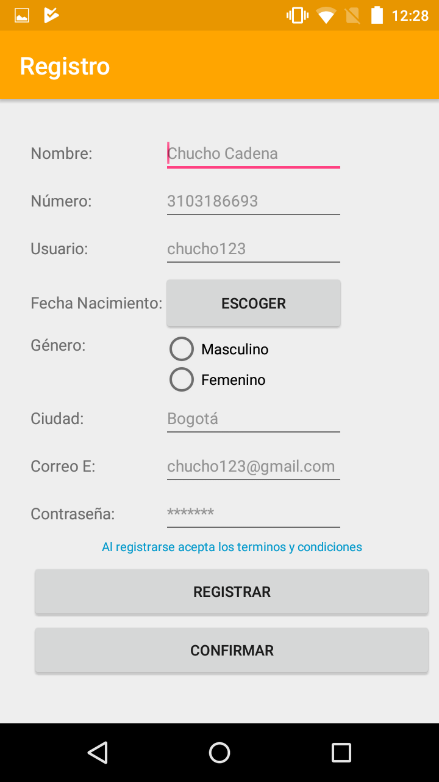 12:28
Registro
Nombre: Chucho Cadena
Número: 3103186693
Usuario: chucho123
Fecha Nacimiento: ESCOGER
Género: Masculino
Femenino
Ciudad: Bogotá
Correo E: chucho123@gmail.com
Contraseña: *******
Al registrarse acepta los terminos y condiciones
REGISTRAR
CONFIRMAR